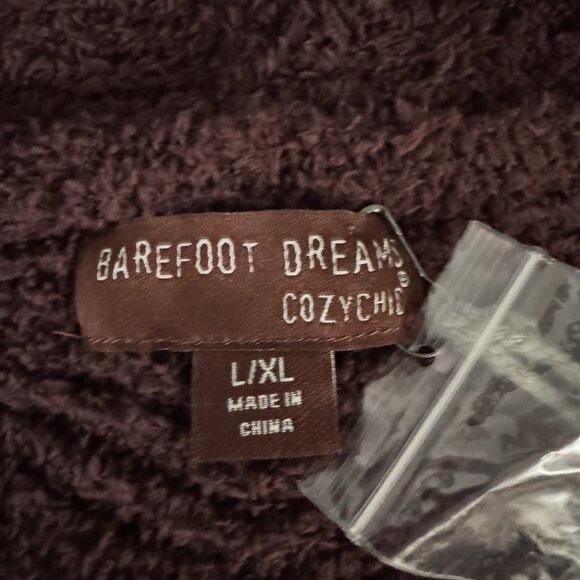 BAREFOOT DREAMS
COZYCHIC®
L/XL
MADE IN
CHINA